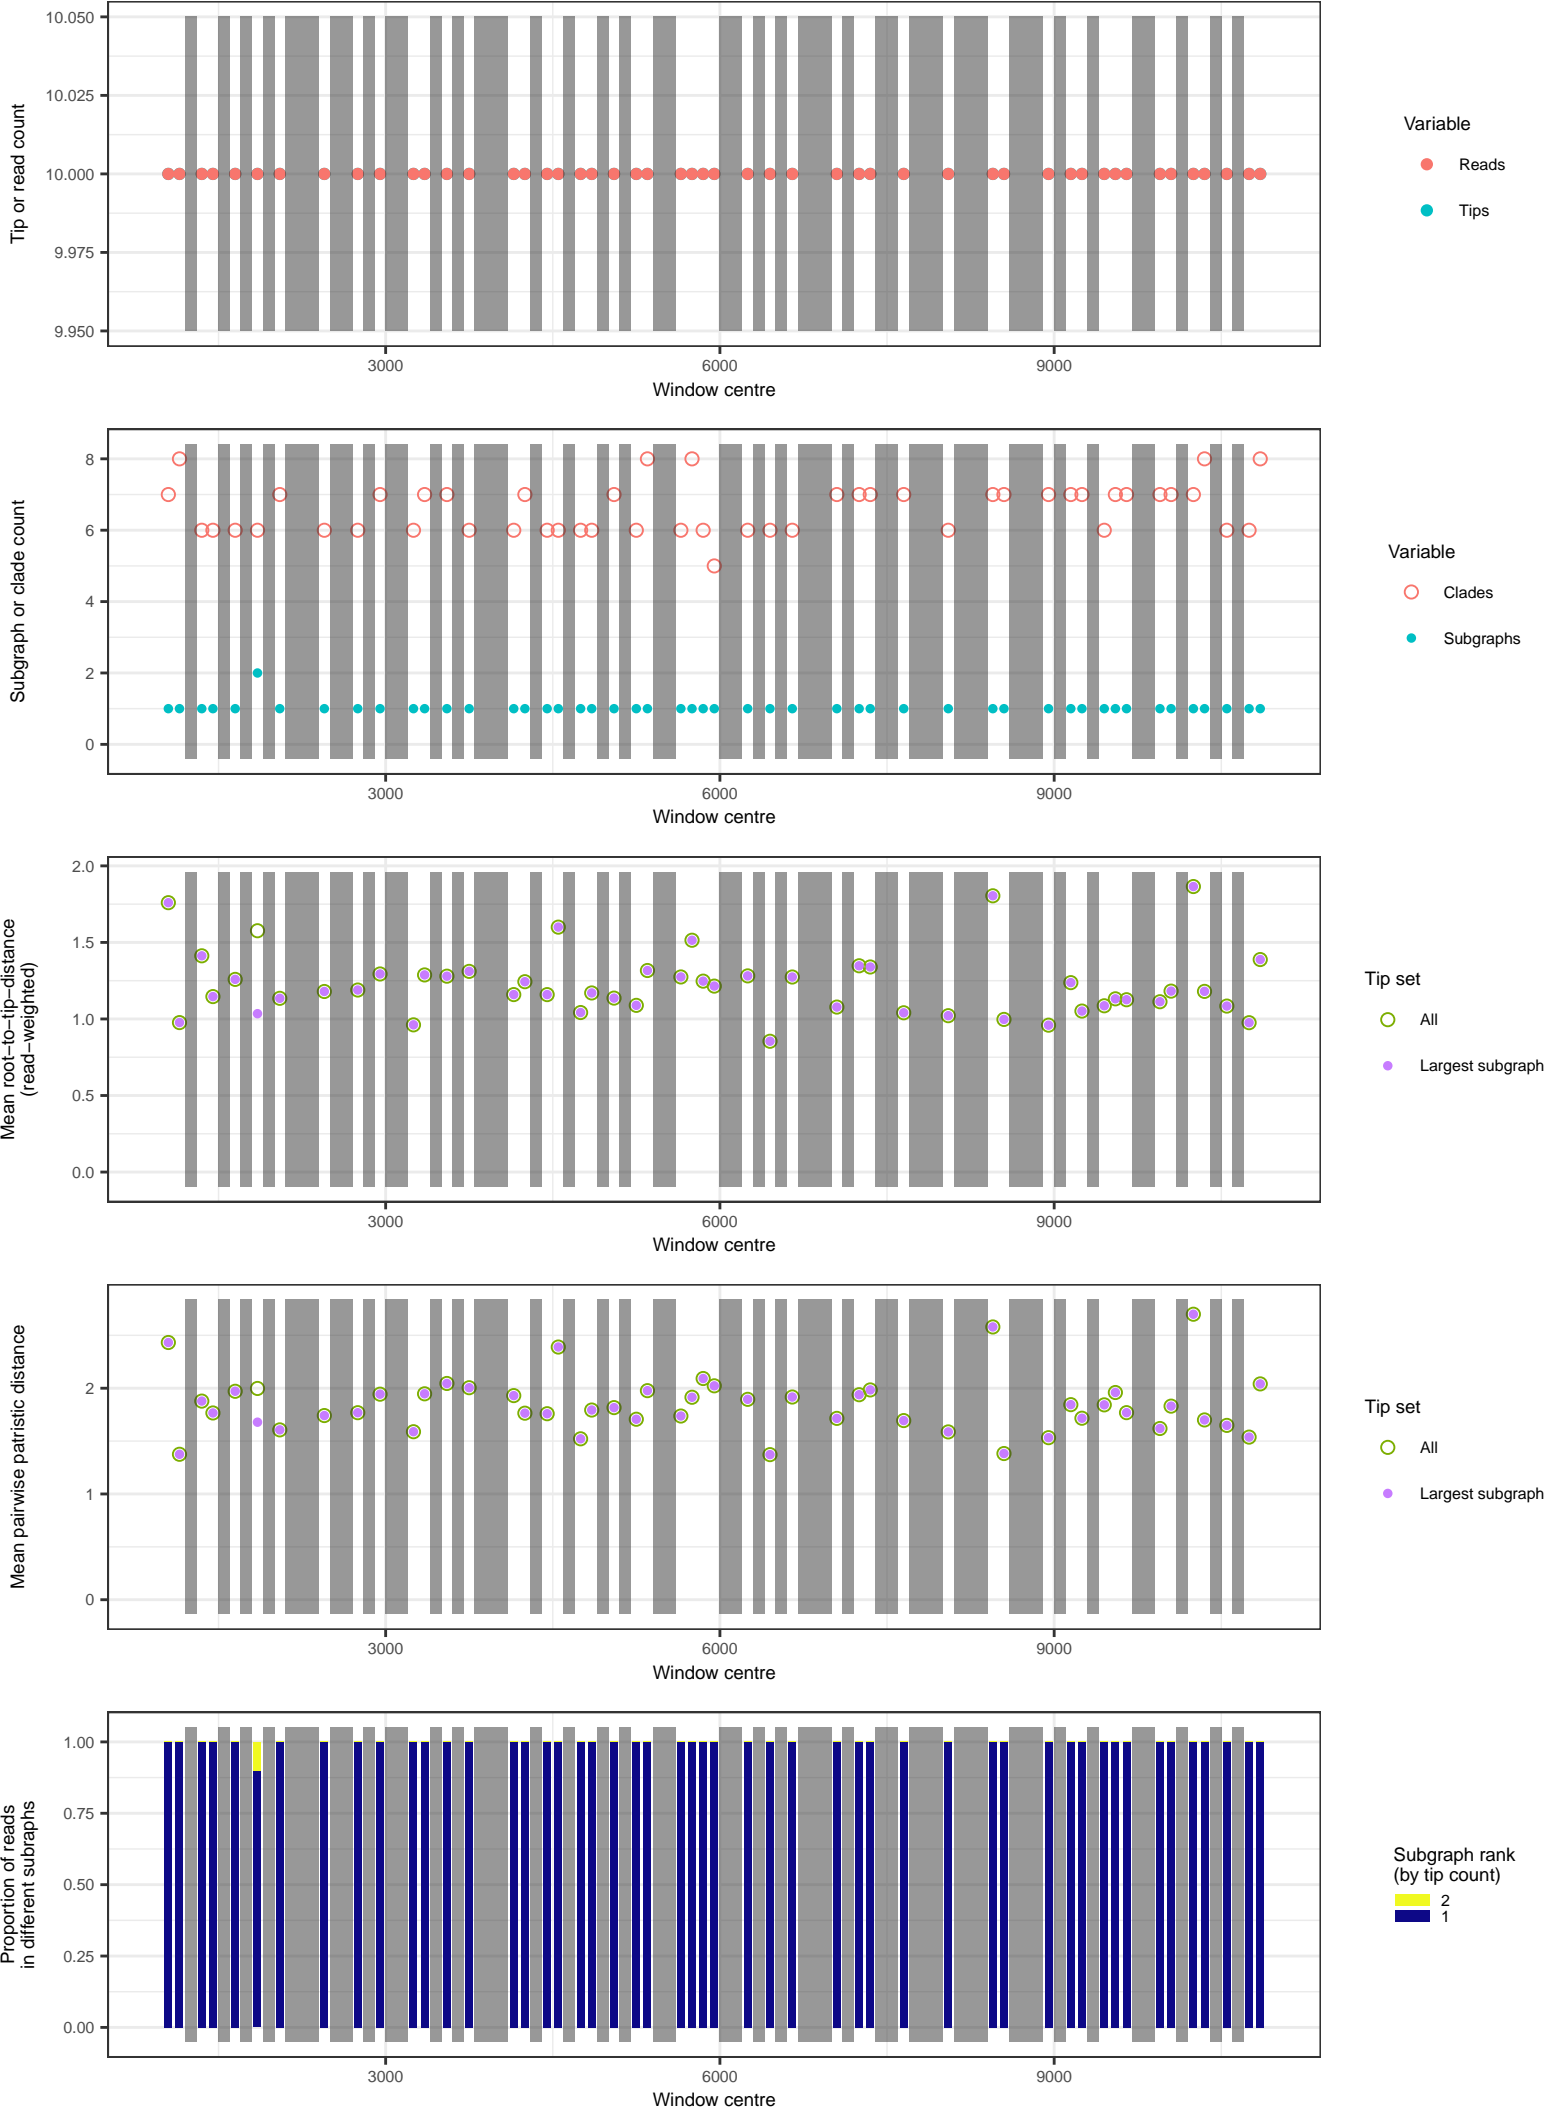 10.050
10.025
10.000
9.975
9.950
Tip or read count
3000
6000
9000
Window centre
Variable
Reads
Tips
8
6
4
2
0
Subgraph or clade count
3000
6000
9000
Window centre
Variable
Clades
Subgraphs
2.0
1.5
1.0
0.5
0.0
Mean root−to−tip−distance
(read−weighted)
3000
6000
9000
Window centre
Tip set
All
Largest subgraph
2
1
0
Mean pairwise patristic distance
3000
6000
9000
Window centre
Tip set
All
Largest subgraph
1.00
0.75
0.50
0.25
0.00
Proportion of reads
in different subraphs
3000
6000
9000
Window centre
Subgraph rank
(by tip count)
2
1